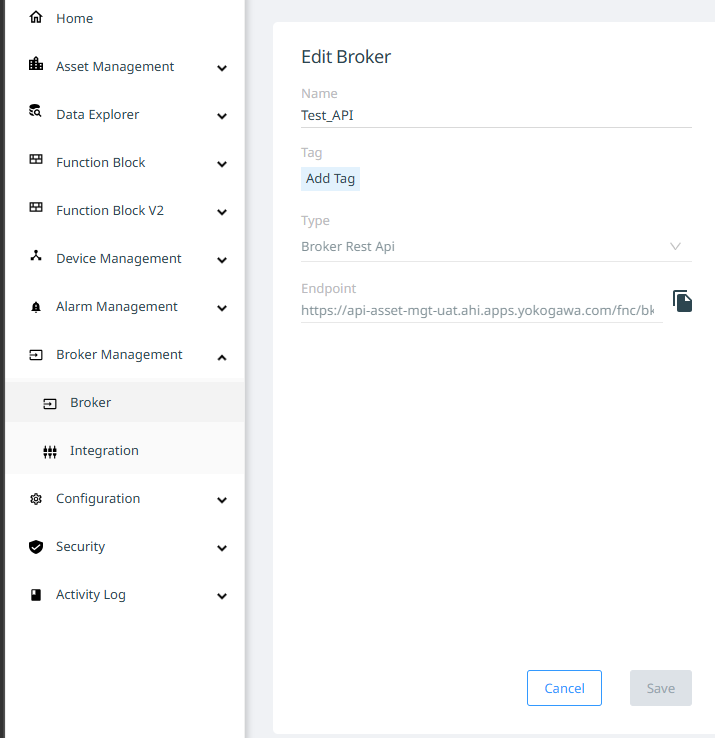 Home
Asset Management
Data Explorer
Function Block
Function Block V2
Device Management
Alarm Management
Broker Management
Broker
Integration
Configuration
Security
Activity Log
Edit Broker
Name
Test_API
Tag
Add Tag
Type
Broker Rest Api
Endpoint
https://api-asset-mgt-uat.ahi.apps.yokogawa.com/fnc/bk
Cancel
Save